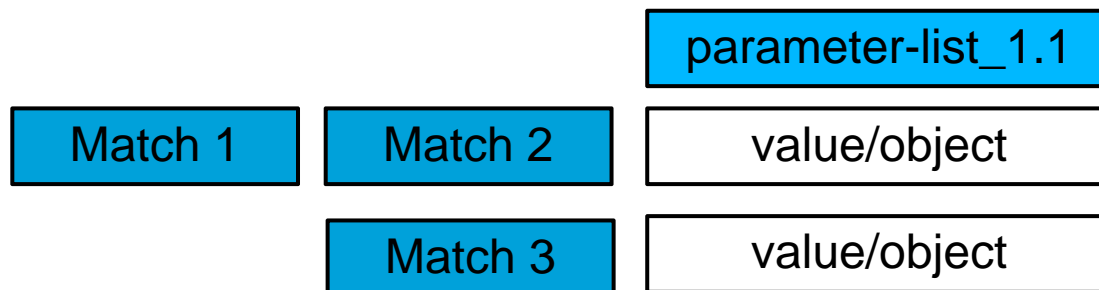 parameter-list_1.1
Match 1 Match 2 value/object
Match 3 value/object